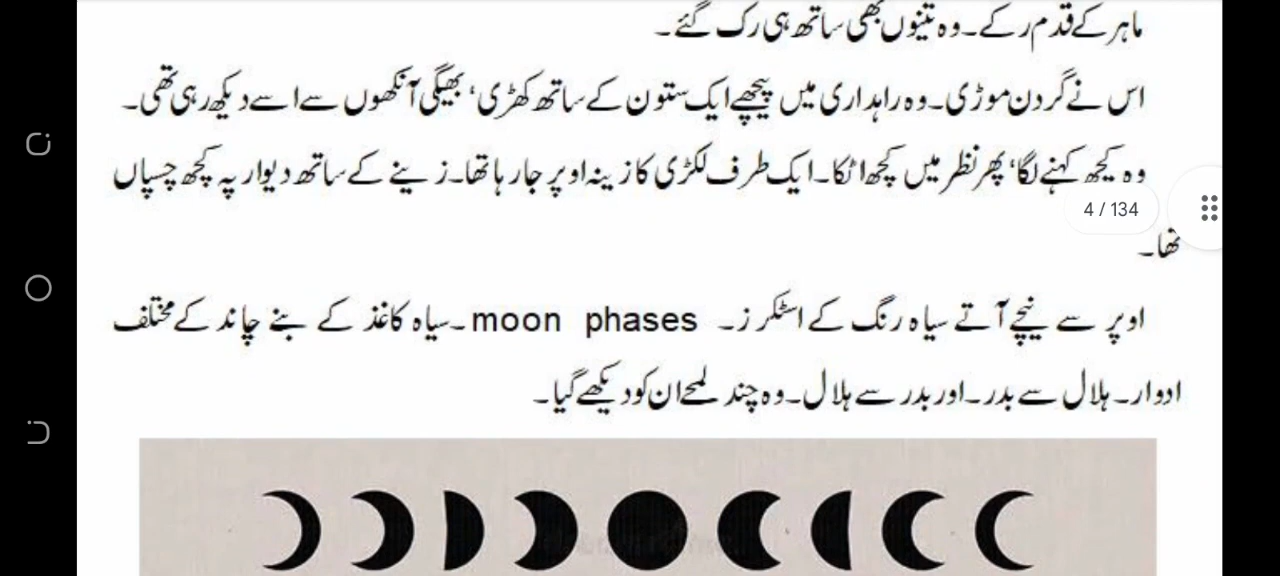 ماہر کے قدم رکے۔ وہ تینوں بھی ساتھ ہی رک گئے۔
اس نے گردن موڑی۔ وہ راہداری میں پیچھے ایک ستون کے ساتھ کھڑی، بھیگی آنکھوں سے اسے دیکھ رہی تھی۔
وہ کچھ کہنے لگا، پھر نظر میں کچھ اٹکا۔ ایک طرف لکڑی کا زینہ اوپر جا رہا تھا۔ زینے کے ساتھ دیوار پہ کچھ چسپاں
4 / 134
تھا۔
اوپر سے نیچے آتے سیاہ رنگ کے اسٹکرز۔ moon phases۔ سیاہ کاغذ کے بنے چاند کے مختلف
ادوار۔ ہلال سے بدر۔ اور بدر سے ہلال۔ وہ چند لمحے ان کو دیکھے گیا۔